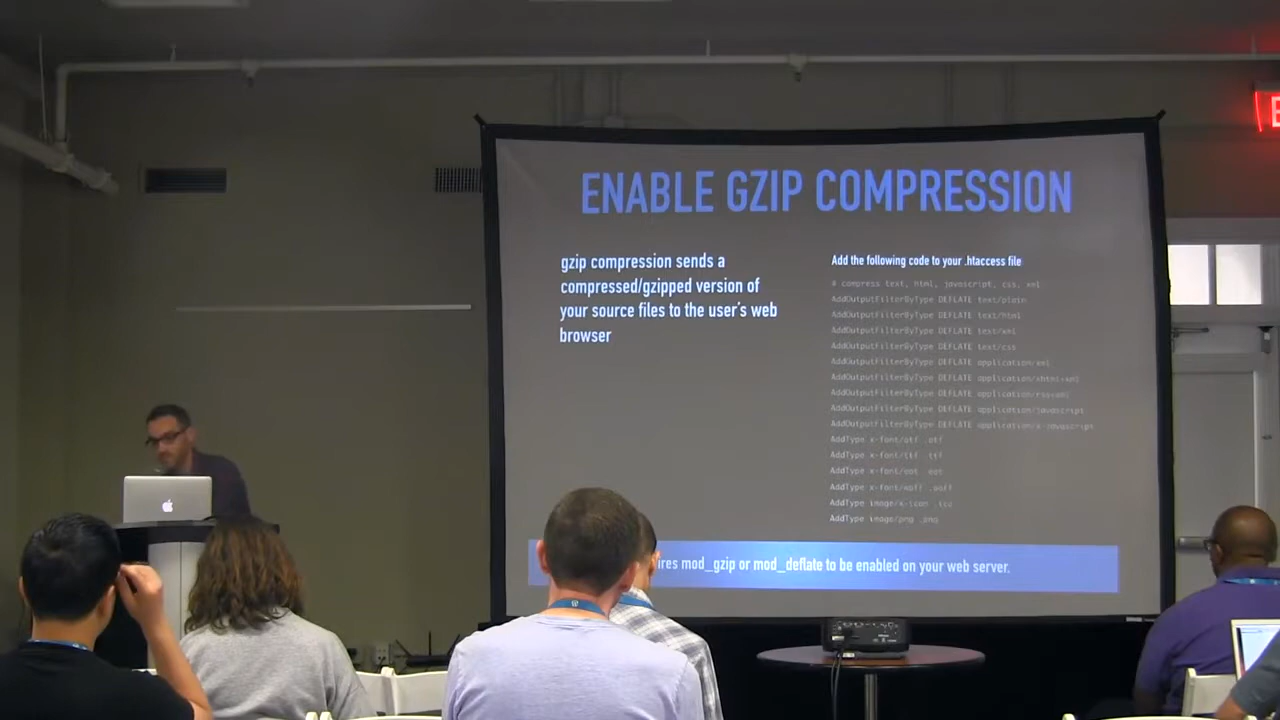 ENABLE GZIP COMPRESSION
gzip compression sends a
compressed/gzipped version of
your source files to the user's web
browser
Add the following code to your .htaccess file
# compress text, html, javascript, css, xml
AddOutputFilterByType DEFLATE text/plain
AddOutputFilterByType DEFLATE text/html
AddOutputFilterByType DEFLATE text/xml
AddOutputFilterByType DEFLATE text/css
AddOutputFilterByType DEFLATE application/xml
AddOutputFilterByType DEFLATE application/xhtml+xml
AddOutputFilterByType DEFLATE application/rss+xml
AddOutputFilterByType DEFLATE application/javascript
AddOutputFilterByType DEFLATE application/x-javascript
AddType x-font/otf .otf
AddType x-font/ttf .ttf
AddType x-font/eot .eot
AddType x-font/woff .woff
AddType image/x-icon .ico
AddType image/png .png
mod_gzip or mod_deflate to be enabled on your web server.